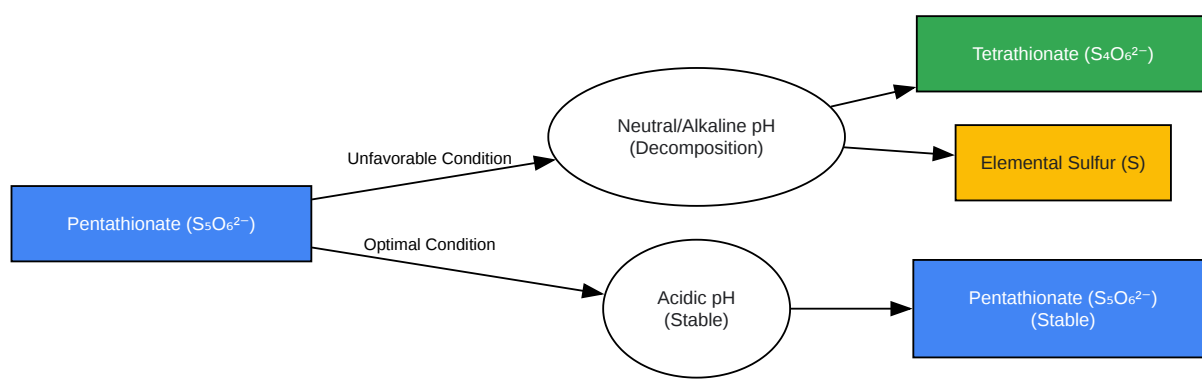 Pentathionate (S₅O₆²⁻)
Unfavorable Condition
Optimal Condition
Neutral/Alkaline pH
(Decomposition)
Acidic pH
(Stable)
Tetrathionate (S₄O₆²⁻)
Elemental Sulfur (S)
Pentathionate (S₅O₆²⁻)
(Stable)